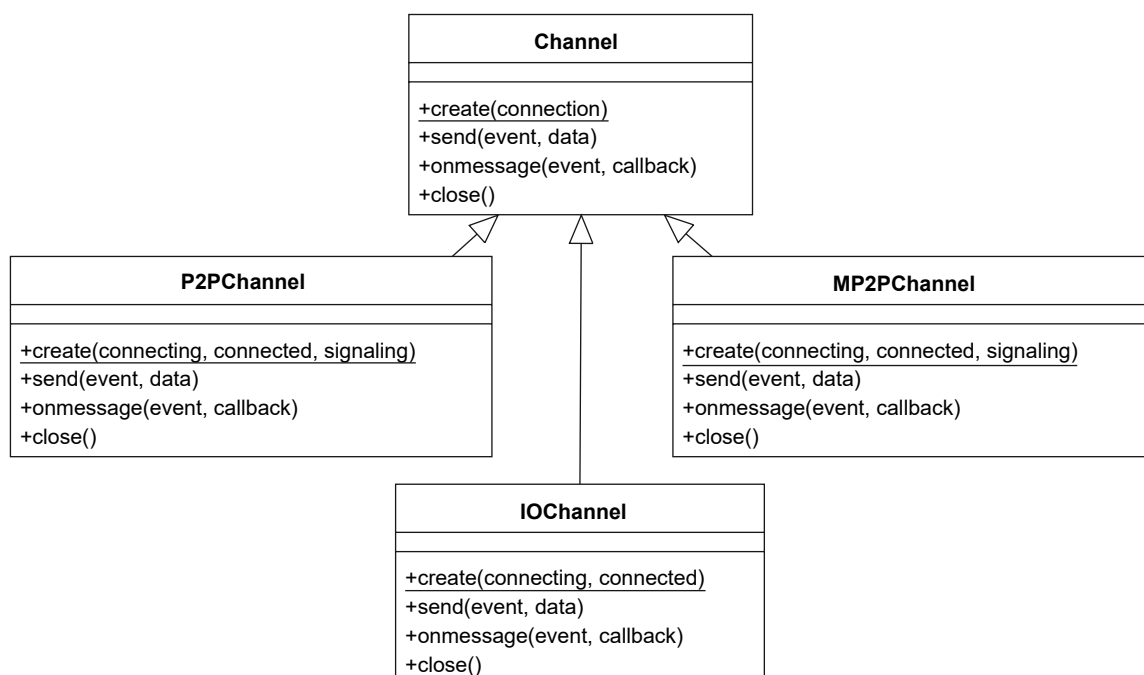 Channel
+create(connection)
+send(event, data)
+onmessage(event, callback)
+close()
P2PChannel
+create(connecting, connected, signaling)
+send(event, data)
+onmessage(event, callback)
+close()
MP2PChannel
+create(connecting, connected, signaling)
+send(event, data)
+onmessage(event, callback)
+close()
IOChannel
+create(connecting, connected)
+send(event, data)
+onmessage(event, callback)
+close()